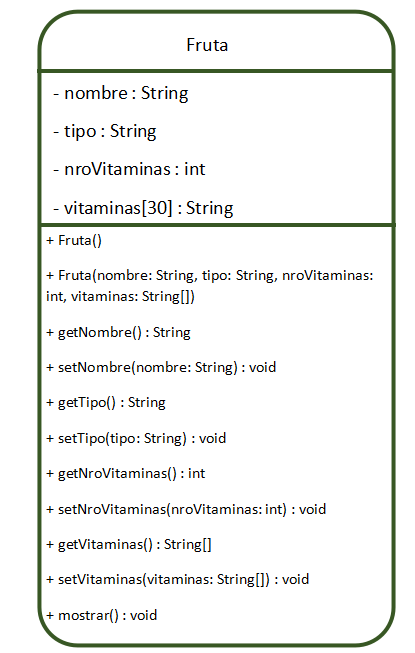 Fruta
- nombre : String
- tipo : String
- nroVitaminas : int
- vitaminas[30] : String
+ Fruta()
+ Fruta(nombre: String, tipo: String, nroVitaminas:
int, vitaminas: String[])
+ getNombre() : String
+ setNombre(nombre: String) : void
+ getTipo() : String
+ setTipo(tipo: String) : void
+ getNroVitaminas() : int
+ setNroVitaminas(nroVitaminas: int) : void
+ getVitaminas() : String[]
+ setVitaminas(vitaminas: String[]) : void
+ mostrar() : void